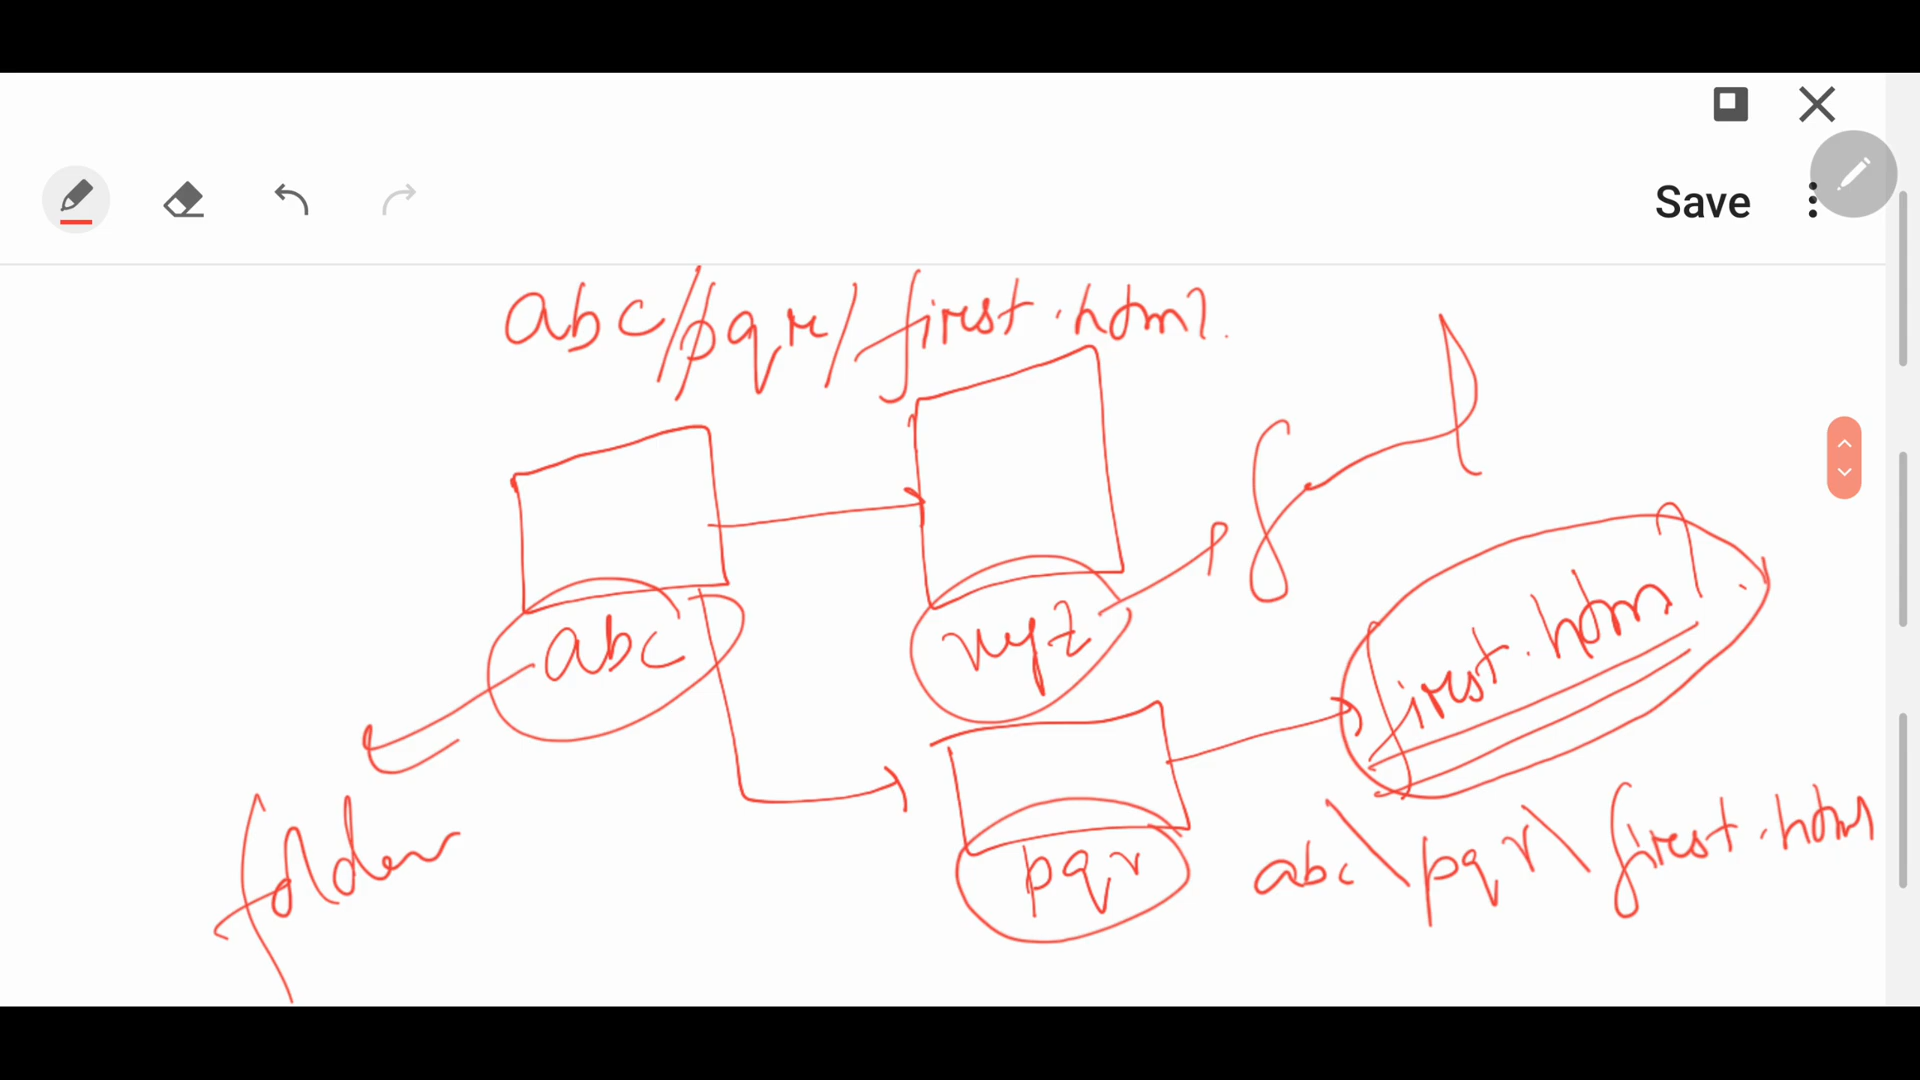 Save
abc/pqr/first.html
abc
xyz
first.html
folder
pqr
abc\pqr\first.html